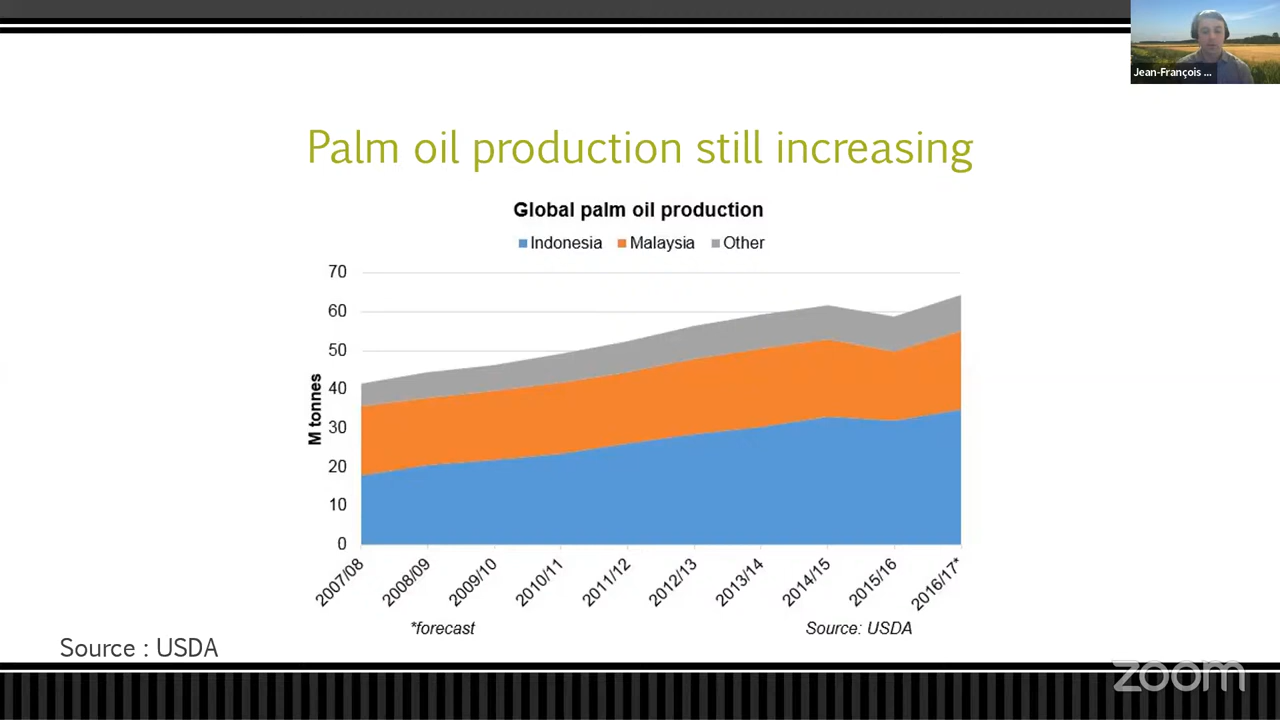 Jean-François ...
Palm oil production still increasing
Global palm oil production
Indonesia Malaysia Other
70
60
50
40
30
20
10
0
M tonnes
2007/08 2008/09 2009/10 2010/11 2011/12 2012/13 2013/14 2014/15 2015/16 2016/17*
*forecast Source: USDA
Source : USDA
zoom